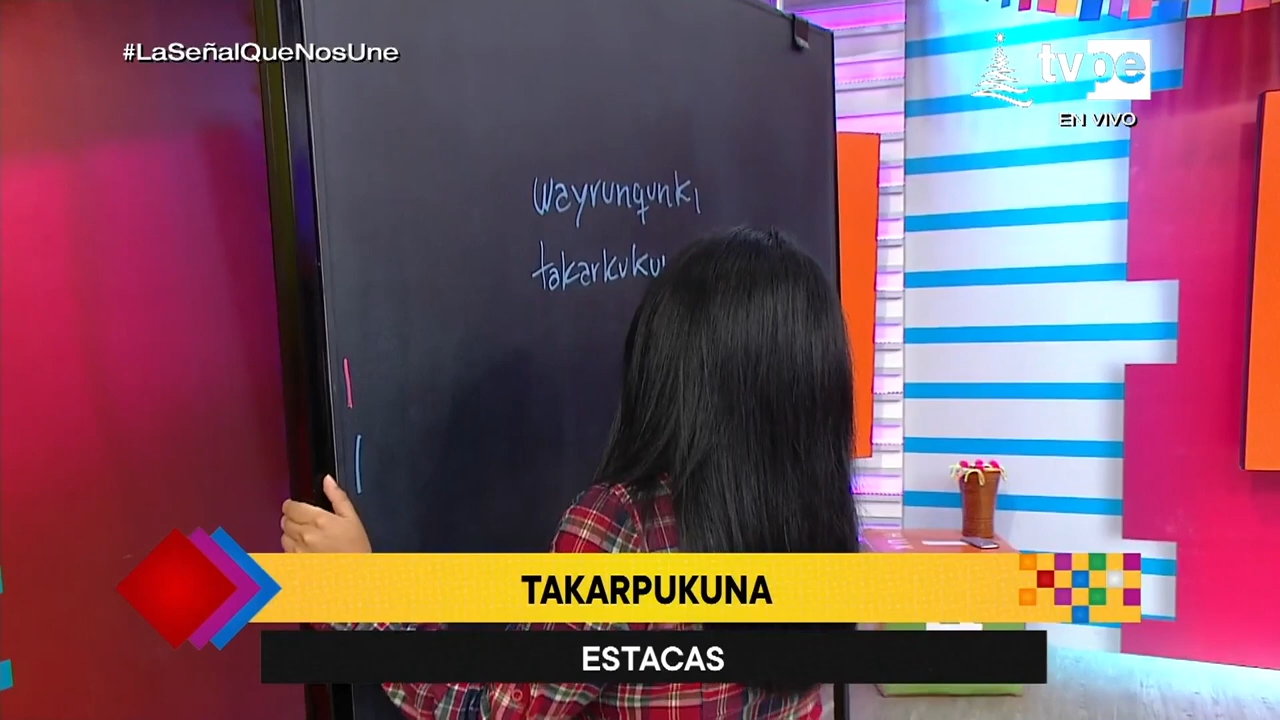 #LaSeñalQueNosUne
tvpe
EN VIVO
wayrunqunki
TAKARPUKUNA
ESTACAS